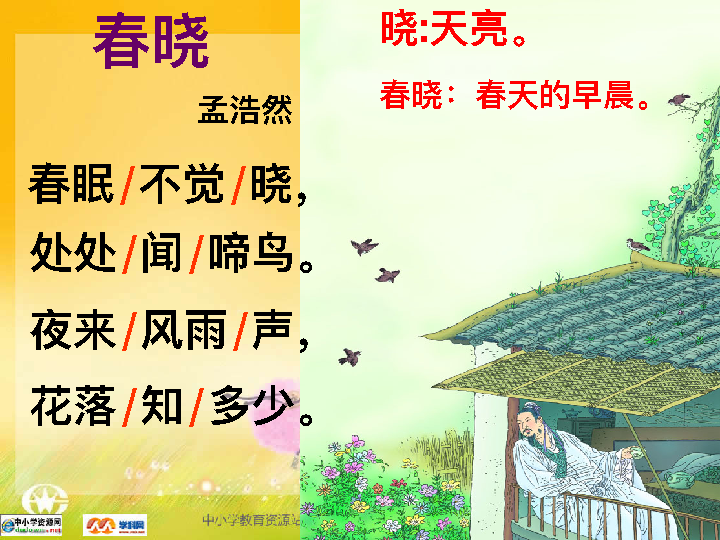 春晓
孟浩然
春眠/不觉/晓，
处处/闻/啼鸟。
夜来/风雨/声，
花落/知/多少。
晓:天亮。
春晓：春天的早晨。
中小学资源网
学科网
中小学教育资源站